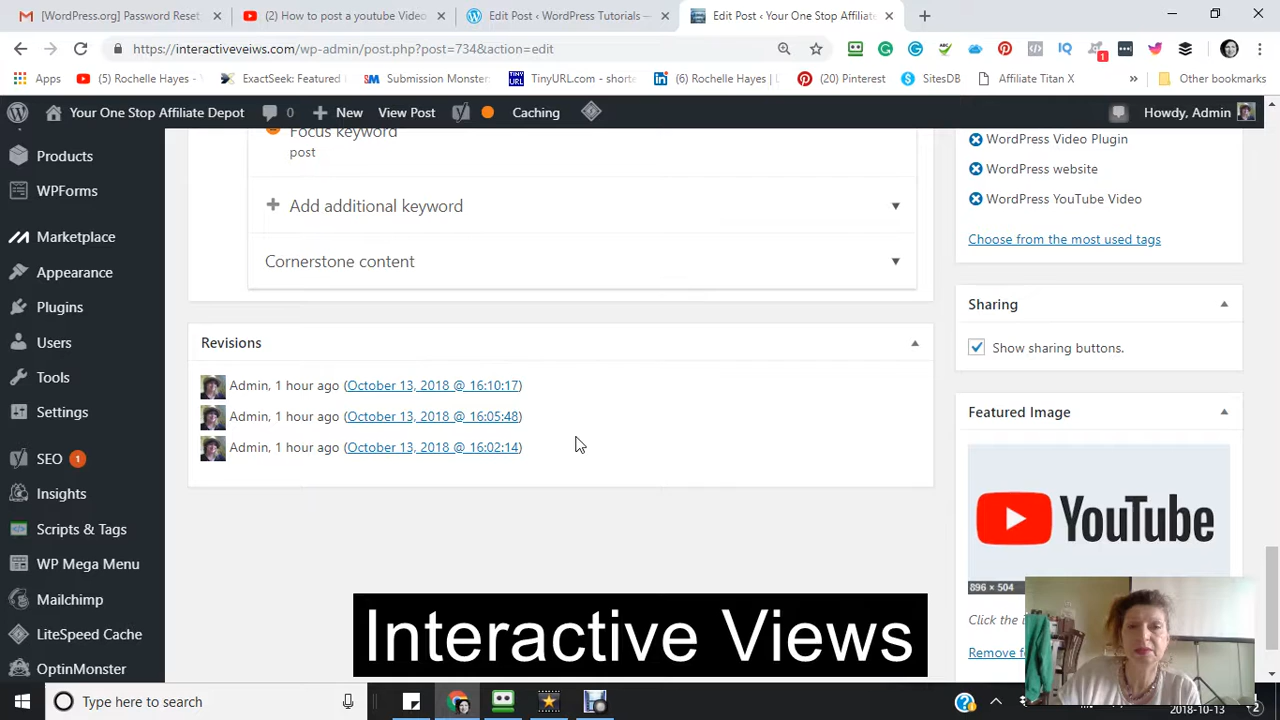 [WordPress.org] Password Reset
(2) How to post a youtube Video
Edit Post ‹ WordPress Tutorials —
Edit Post ‹ Your One Stop Affiliate
https://interactiveveiws.com/wp-admin/post.php?post=734&action=edit
1
Apps
(5) Rochelle Hayes -
ExactSeek: Featured
Submission Monster
TinyURL.com - shorte
(6) Rochelle Hayes |
(20) Pinterest
SitesDB
Affiliate Titan X
»
Other bookmarks
Your One Stop Affiliate Depot
0
New
View Post
Caching
Howdy, Admin
Products
WPForms
Marketplace
Appearance
Plugins
Users
Tools
Settings
SEO 1
Insights
Scripts & Tags
WP Mega Menu
Mailchimp
LiteSpeed Cache
OptinMonster
Focus keyword
post
Add additional keyword
Cornerstone content
Revisions
Admin, 1 hour ago (October 13, 2018 @ 16:10:17)
Admin, 1 hour ago (October 13, 2018 @ 16:05:48)
Admin, 1 hour ago (October 13, 2018 @ 16:02:14)
WordPress Video Plugin
WordPress website
WordPress YouTube Video
Choose from the most used tags
Sharing
Show sharing buttons.
Featured Image
YouTube
896 × 504
Click the i
Remove fe
Interactive Views
Type here to search
2018-10-13
2